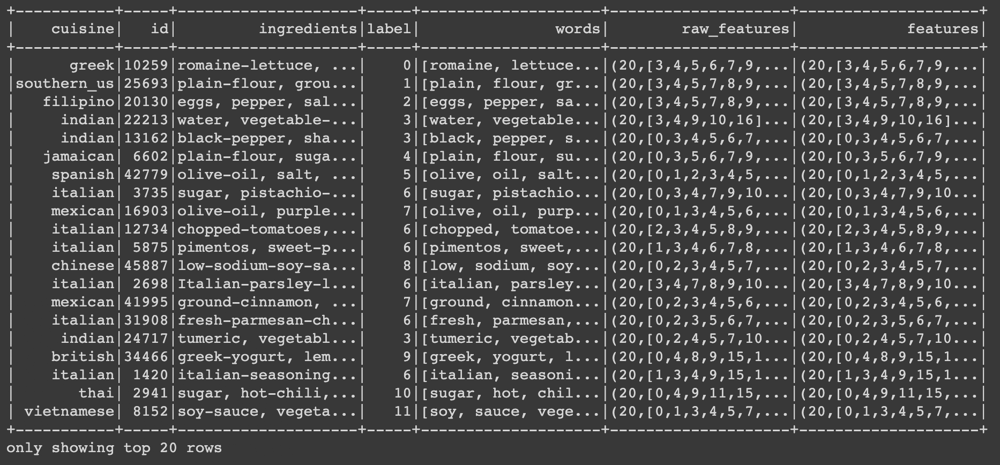 +-----------+-----+--------------------+-----+--------------------+--------------------+--------------------+
|    cuisine|   id|         ingredients|label|               words|        raw_features|            features|
+-----------+-----+--------------------+-----+--------------------+--------------------+--------------------+
|      greek|10259|romaine-lettuce, ...|    0|[romaine, lettuce...|(20,[3,4,5,6,7,9,...|(20,[3,4,5,6,7,9,...|
|southern_us|25693|plain-flour, grou...|    1|[plain, flour, gr...|(20,[3,4,5,7,8,9,...|(20,[3,4,5,7,8,9,...|
|   filipino|20130|eggs, pepper, sal...|    2|[eggs, pepper, sa...|(20,[3,4,5,7,8,9,...|(20,[3,4,5,7,8,9,...|
|     indian|22213|water, vegetable-...|    3|[water, vegetable...|(20,[3,4,9,10,16]...|(20,[3,4,9,10,16]...|
|     indian|13162|black-pepper, sha...|    3|[black, pepper, s...|(20,[0,3,4,5,6,7,...|(20,[0,3,4,5,6,7,...|
|   jamaican| 6602|plain-flour, suga...|    4|[plain, flour, su...|(20,[0,3,5,6,7,9,...|(20,[0,3,5,6,7,9,...|
|    spanish|42779|olive-oil, salt, ...|    5|[olive, oil, salt...|(20,[0,1,2,3,4,5,...|(20,[0,1,2,3,4,5,...|
|    italian| 3735|sugar, pistachio-...|    6|[sugar, pistachio...|(20,[0,3,4,7,9,10...|(20,[0,3,4,7,9,10...|
|    mexican|16903|olive-oil, purple...|    7|[olive, oil, purp...|(20,[0,1,3,4,5,6,...|(20,[0,1,3,4,5,6,...|
|    italian|12734|chopped-tomatoes,...|    6|[chopped, tomatoe...|(20,[2,3,4,5,8,9,...|(20,[2,3,4,5,8,9,...|
|    italian| 5875|pimentos, sweet-p...|    6|[pimentos, sweet,...|(20,[1,3,4,6,7,8,...|(20,[1,3,4,6,7,8,...|
|    chinese|45887|low-sodium-soy-sa...|    8|[low, sodium, soy...|(20,[0,2,3,4,5,7,...|(20,[0,2,3,4,5,7,...|
|    italian| 2698|Italian-parsley-l...|    6|[italian, parsley...|(20,[3,4,7,8,9,10...|(20,[3,4,7,8,9,10...|
|    mexican|41995|ground-cinnamon, ...|    7|[ground, cinnamon...|(20,[0,2,3,4,5,6,...|(20,[0,2,3,4,5,6,...|
|    italian|31908|fresh-parmesan-ch...|    6|[fresh, parmesan,...|(20,[0,2,3,5,6,7,...|(20,[0,2,3,5,6,7,...|
|     indian|24717|tumeric, vegetabl...|    3|[tumeric, vegetab...|(20,[0,2,4,5,7,10...|(20,[0,2,4,5,7,10...|
|    british|34466|greek-yogurt, lem...|    9|[greek, yogurt, l...|(20,[0,4,8,9,15,1...|(20,[0,4,8,9,15,1...|
|    italian| 1420|italian-seasoning...|    6|[italian, seasoni...|(20,[1,3,4,9,15,1...|(20,[1,3,4,9,15,1...|
|       thai| 2941|sugar, hot-chili,...|   10|[sugar, hot, chil...|(20,[0,4,9,11,15,...|(20,[0,4,9,11,15,...|
| vietnamese| 8152|soy-sauce, vegeta...|   11|[soy, sauce, vege...|(20,[0,1,3,4,5,7,...|(20,[0,1,3,4,5,7,...|
+-----------+-----+--------------------+-----+--------------------+--------------------+--------------------+
only showing top 20 rows